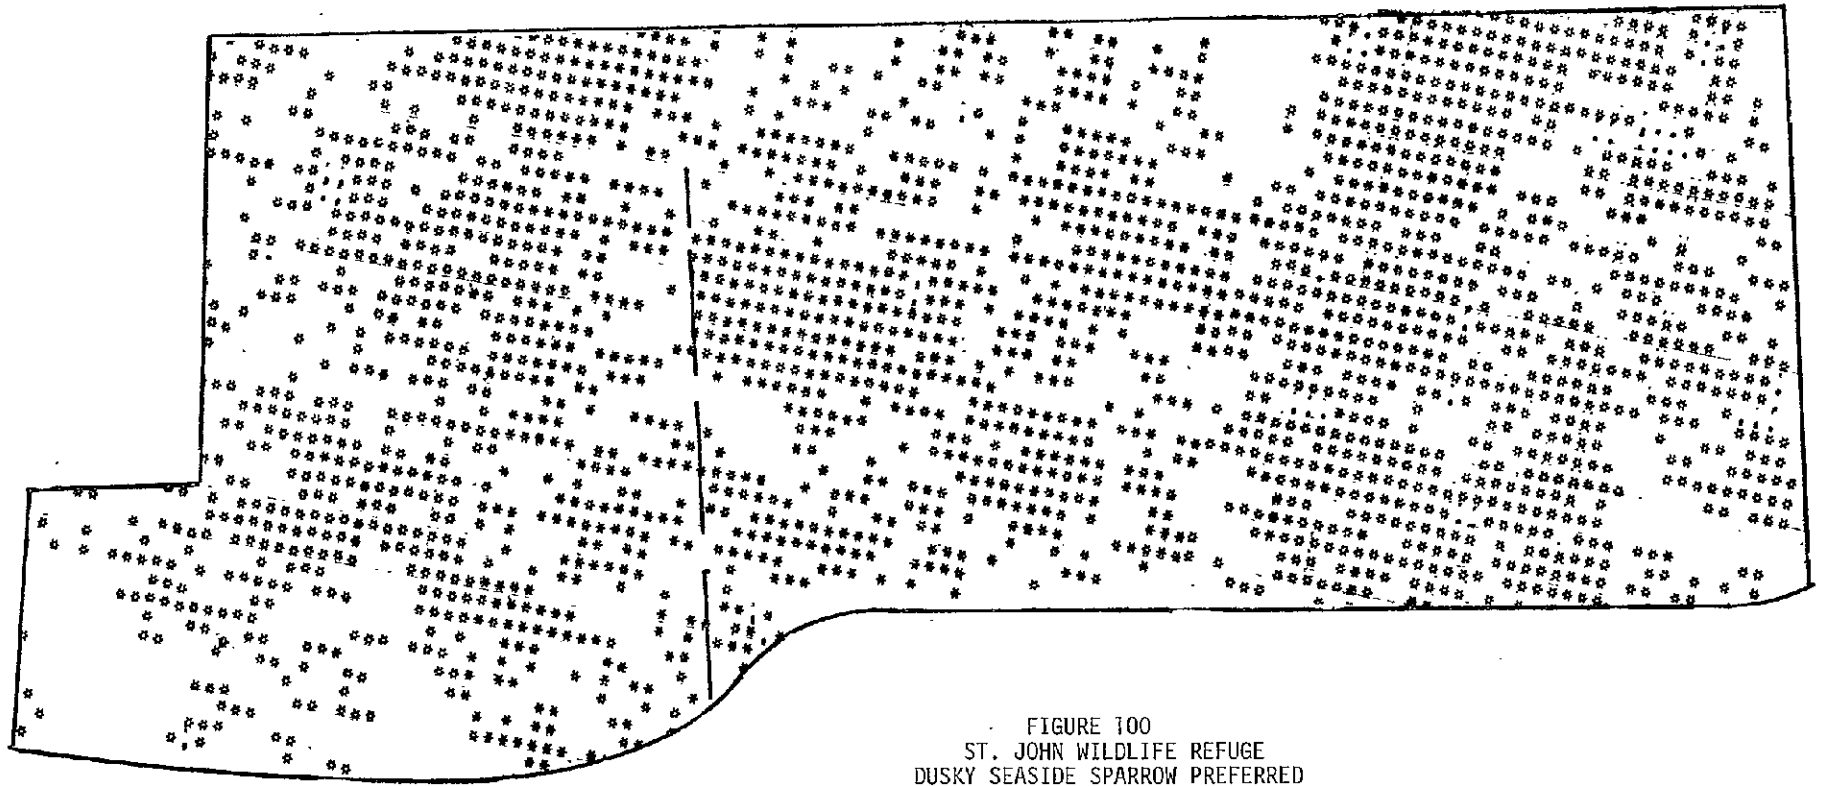 FIGURE 100
ST. JOHN WILDLIFE REFUGE
DUSKY SEASIDE SPARROW PREFERRED